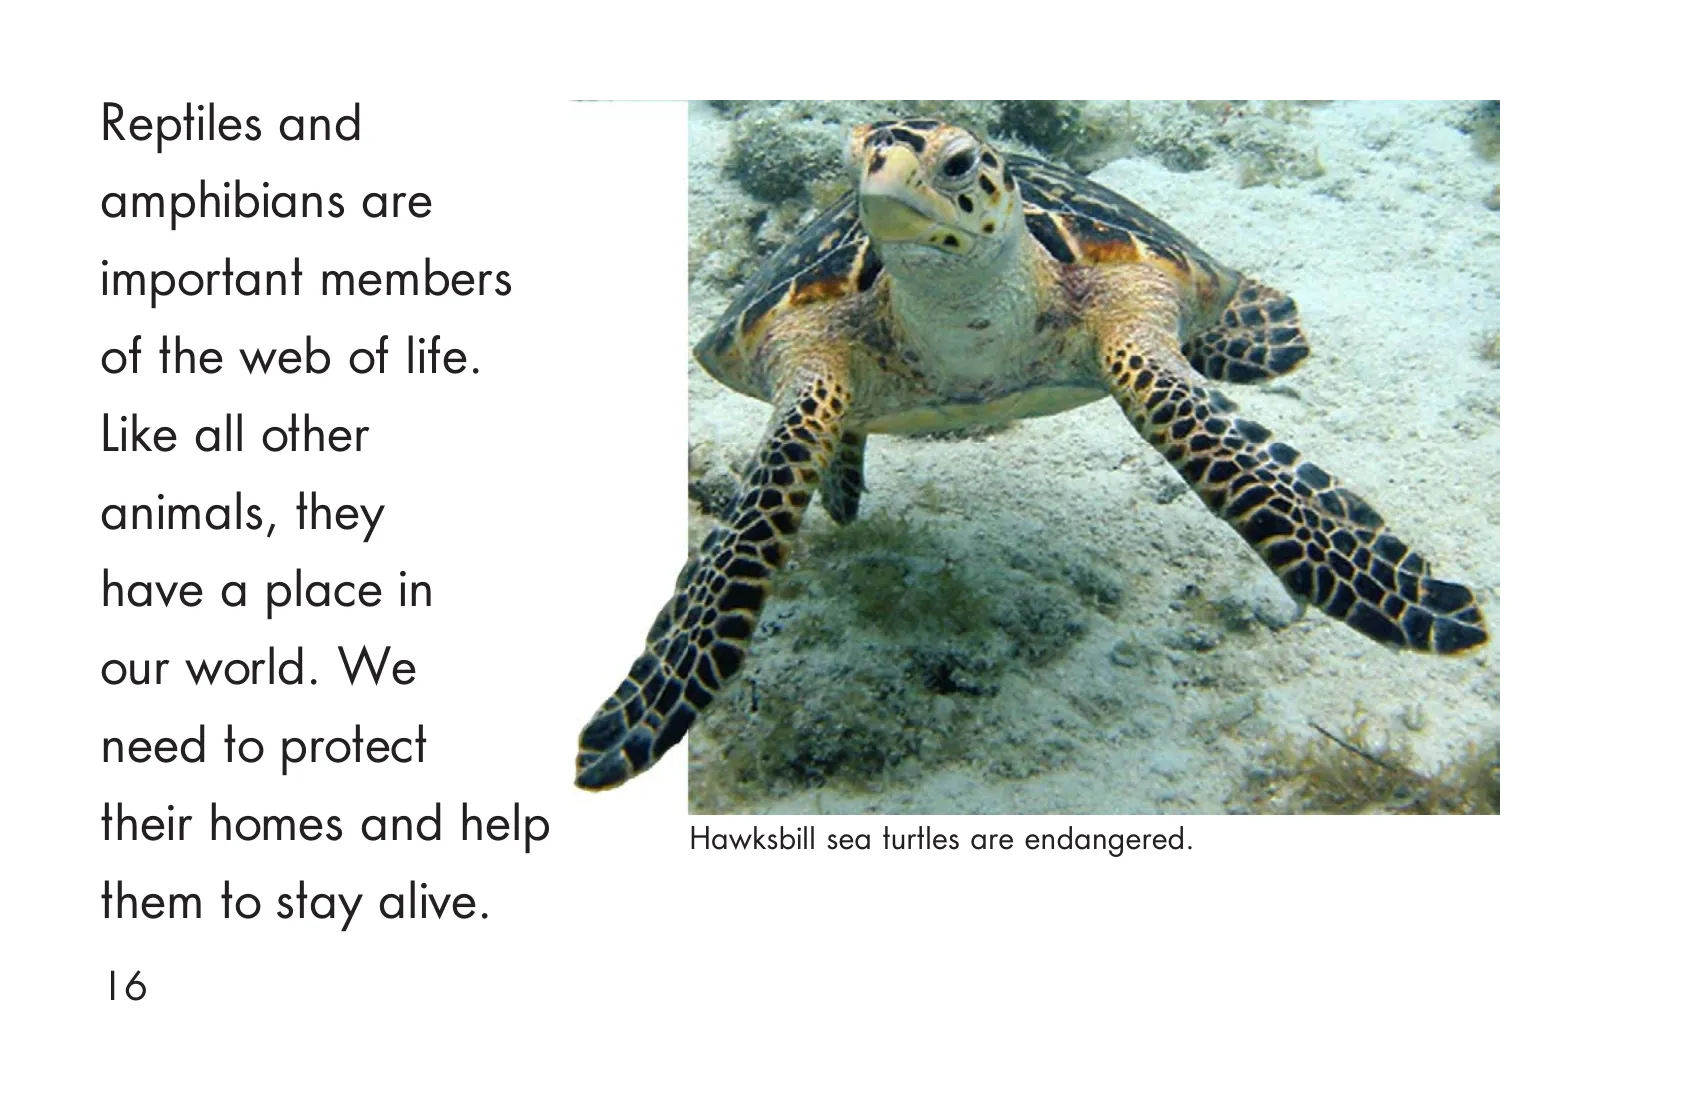 Reptiles and
amphibians are
important members
of the web of life.
Like all other
animals, they
have a place in
our world. We
need to protect
their homes and help
them to stay alive.
Hawksbill sea turtles are endangered.
16